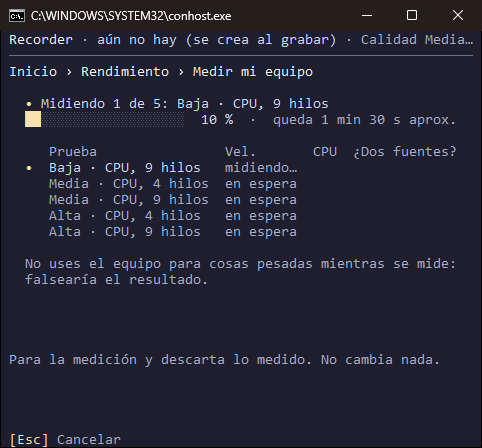 C:\WINDOWS\SYSTEM32\conhost.exe
Recorder · aún no hay (se crea al grabar) · Calidad Media…
Inicio › Rendimiento › Medir mi equipo
• Midiendo 1 de 5: Baja · CPU, 9 hilos
10 % · queda 1 min 30 s aprox.
Prueba Vel. CPU ¿Dos fuentes?
• Baja · CPU, 9 hilos midiendo…
Media · CPU, 4 hilos en espera
Media · CPU, 9 hilos en espera
Alta · CPU, 4 hilos en espera
Alta · CPU, 9 hilos en espera
No uses el equipo para cosas pesadas mientras se mide:
falsearía el resultado.
Para la medición y descarta lo medido. No cambia nada.
[Esc] Cancelar